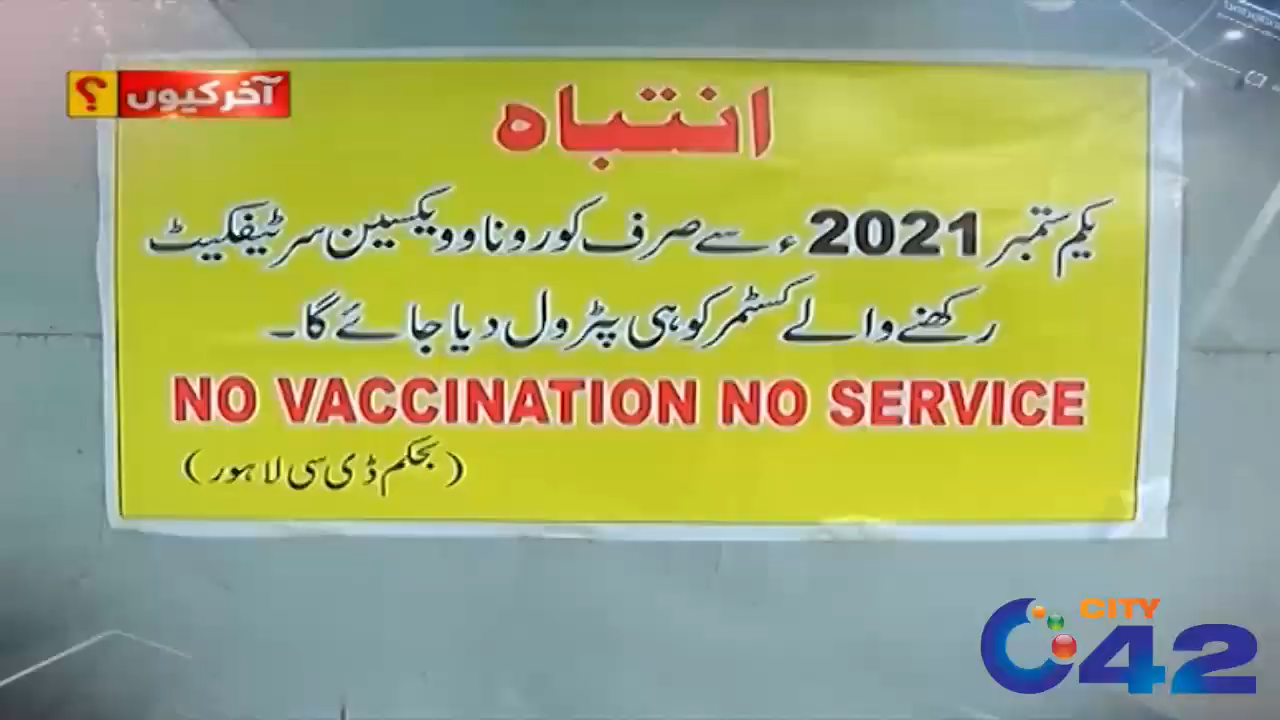 آخر کیوں ؟
انتباہ
یکم ستمبر 2021ء سے صرف کورونا وویکسین سرٹیفکیٹ
رکھنے والے کسٹمر کو ہی پٹرول دیا جائے گا۔
NO VACCINATION NO SERVICE
(بحکم ڈی سی لاہور)
CITY
42